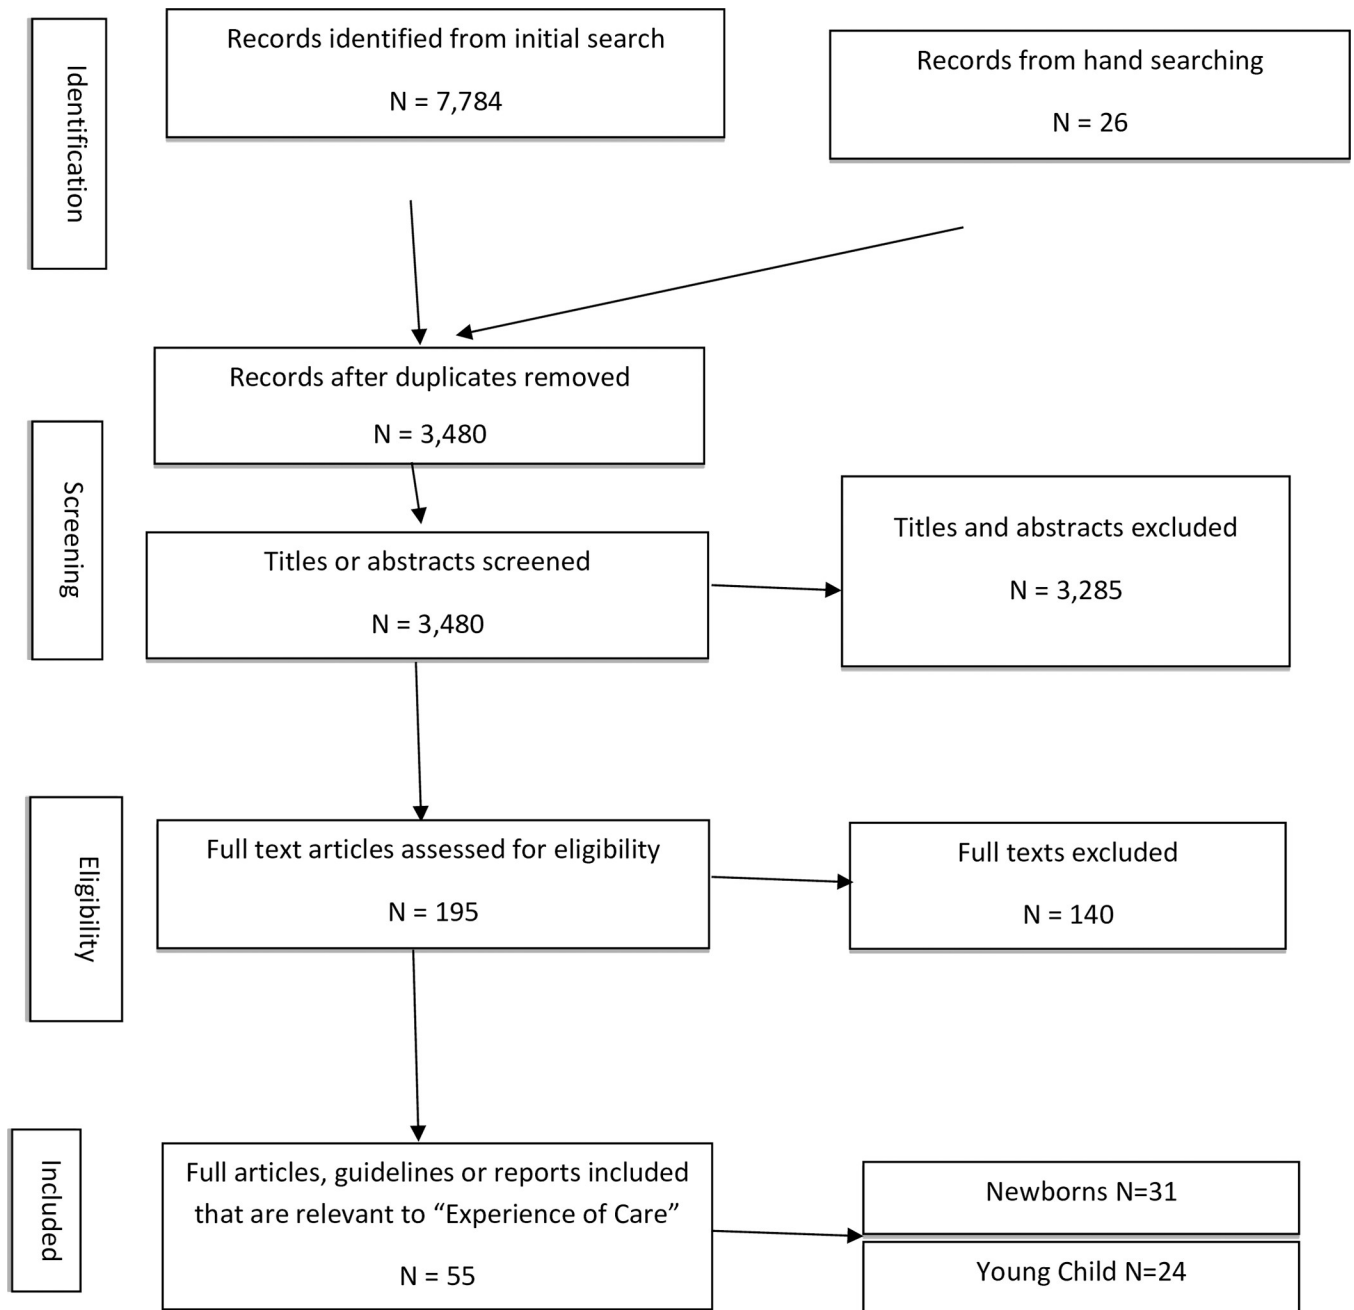 Identification
Records identified from initial search
N = 7,784
Records from hand searching
N = 26
Records after duplicates removed
N = 3,480
Screening
Titles or abstracts screened
N = 3,480
Titles and abstracts excluded
N = 3,285
Eligibility
Full text articles assessed for eligibility
N = 195
Full texts excluded
N = 140
Included
Full articles, guidelines or reports included
that are relevant to “Experience of Care”
N = 55
Newborns N=31
Young Child N=24